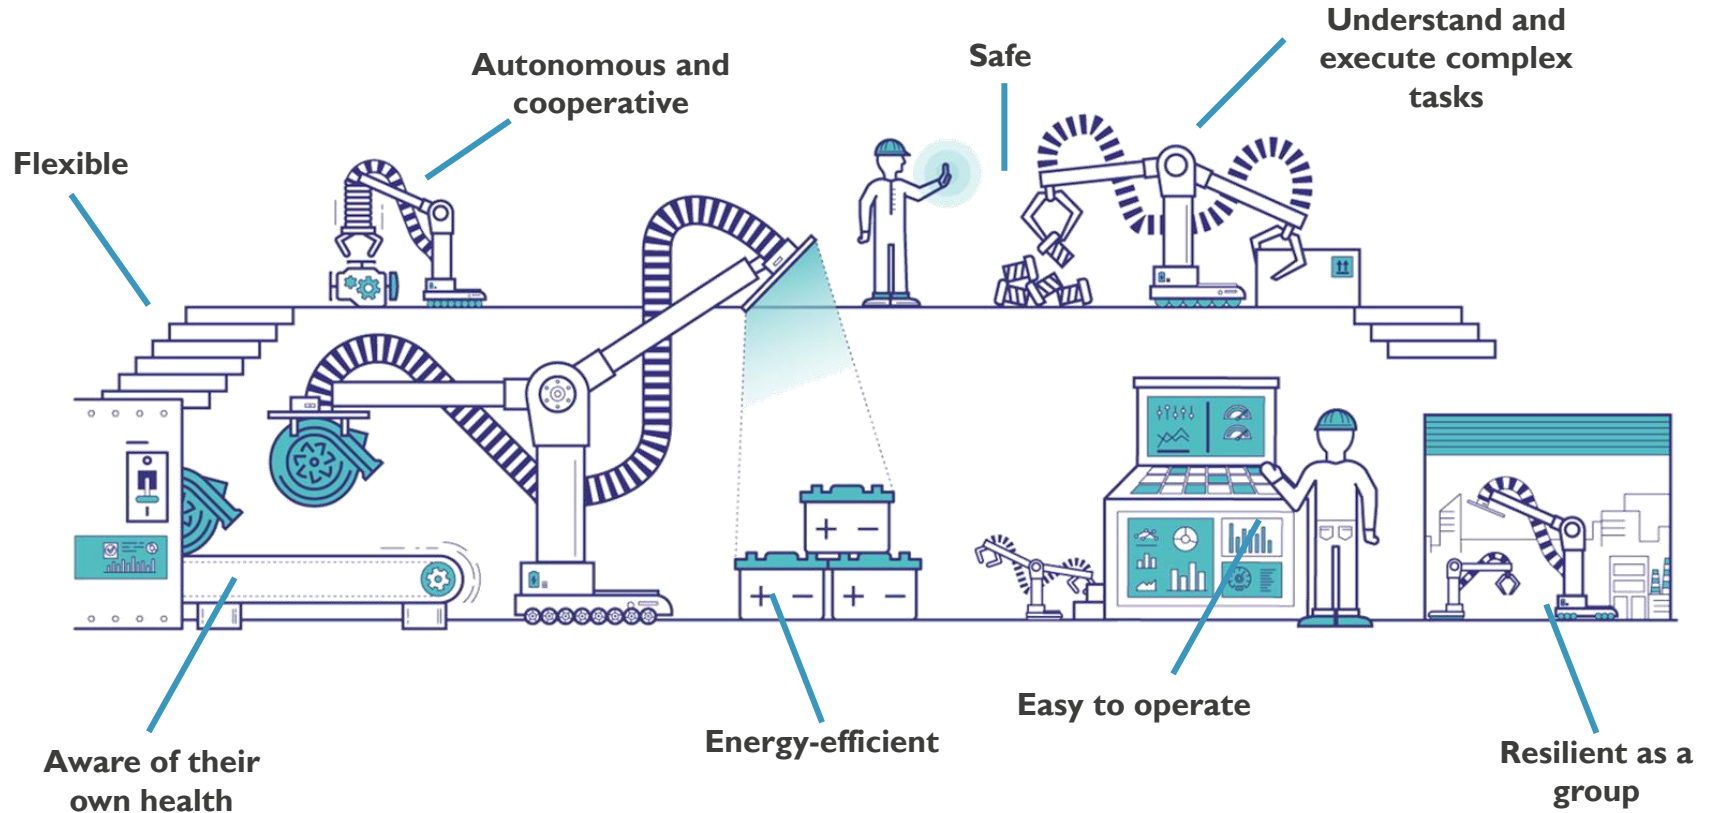 Understand and
execute complex
tasks
Safe
Autonomous and
cooperative
Flexible
Easy to operate
Energy-efficient
Resilient as a
group
Aware of their
own health